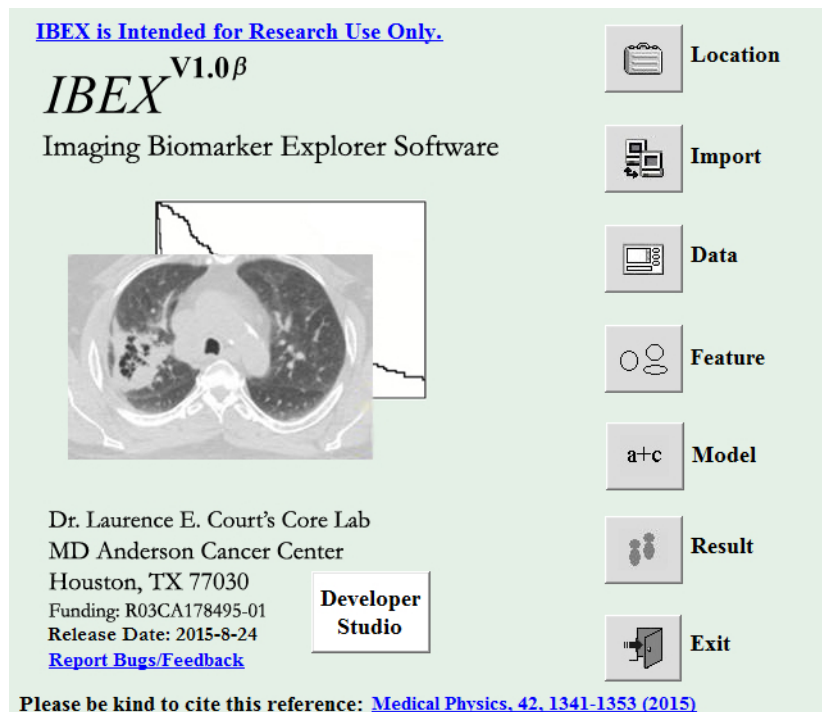 IBEX is Intended for Research Use Only.
IBEX V1.0β
Imaging Biomarker Explorer Software
Location
Import
Data
Feature
a+c
Model
Result
Exit
Dr. Laurence E. Court's Core Lab
MD Anderson Cancer Center
Houston, TX 77030
Funding: R03CA178495-01
Release Date: 2015-8-24
Report Bugs/Feedback
Developer
Studio
Please be kind to cite this reference: Medical Physics, 42, 1341-1353 (2015)